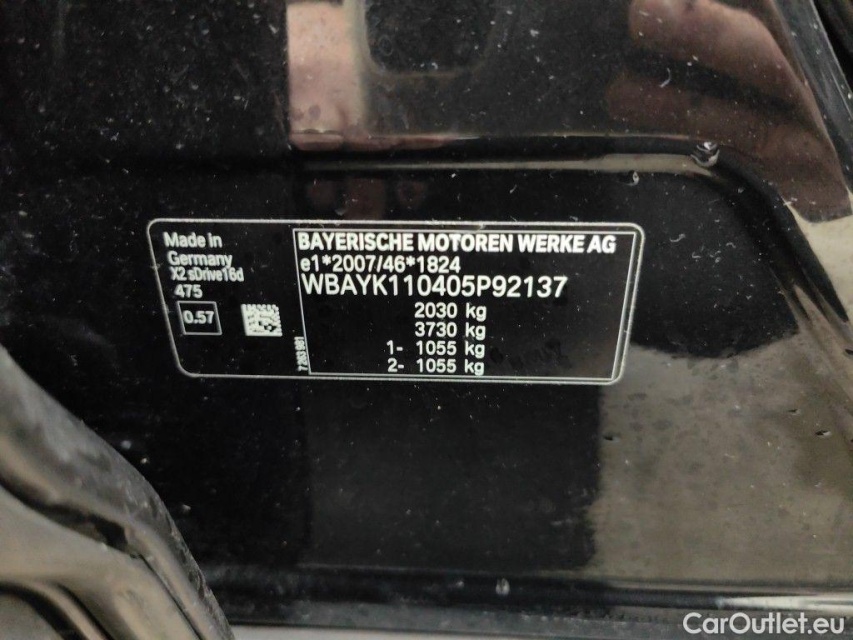 Made in
Germany
X2 sDrive16d
475
0.57
BAYERISCHE MOTOREN WERKE AG
e1*2007/46*1824
WBAYK110405P92137
2030 kg
3730 kg
1- 1055 kg
2- 1055 kg
CarOutlet.eu